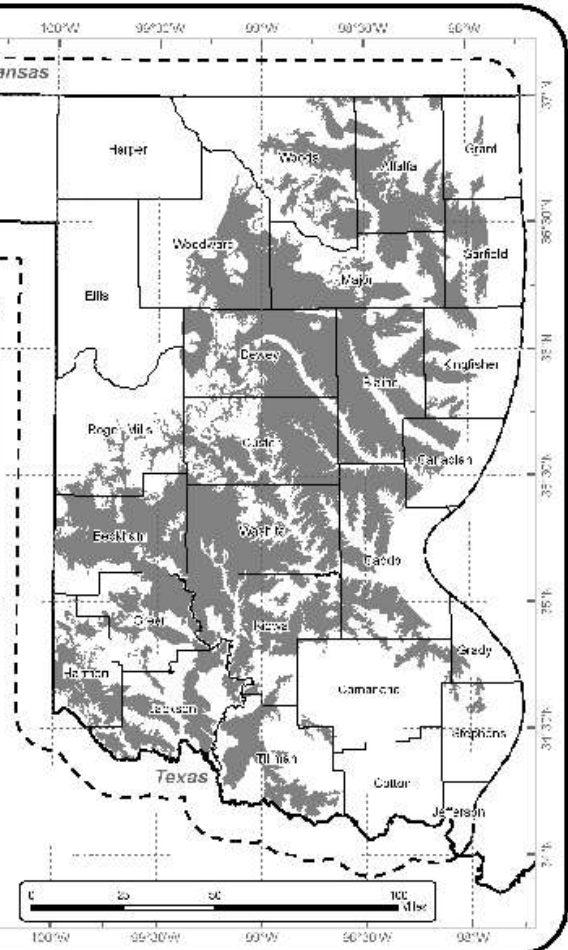 100°W 99°30'W 99°W 98°30'W 98°W
ansas
37°N
Harper
Woods
Alfalfa
Grant
36°30'N
Woodward
Garfield
Major
Ellis
36°N
Dewey
Kingfisher
Blaine
Roger Mills
Custer
Canadian
35°30'N
Beckham
Washita
Caddo
35°N
Greer
Kiowa
Grady
Harmon
Comanche
Jackson
34°30'N
Stephens
Texas
Tillman
Cotton
Jefferson
34°N
0 25 50 100
Miles
100°W 99°30'W 99°W 98°30'W 98°W